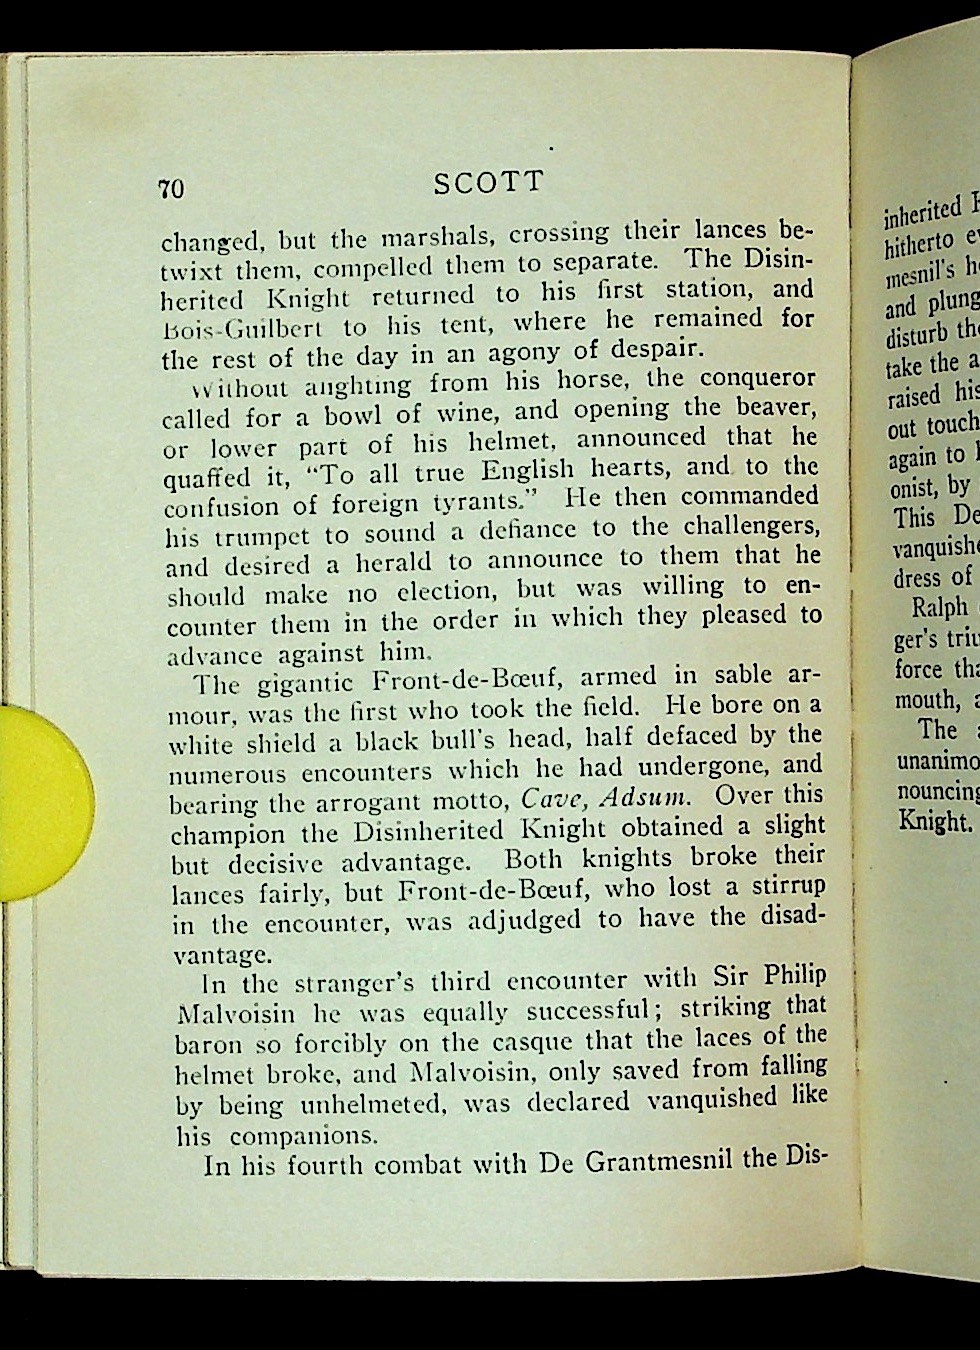 70
SCOTT
changed, but the marshals, crossing their lances be-
twixt them, compelled them to separate. The Disin-
herited Knight returned to his first station, and
Bois-Guilbert to his tent, where he remained for
the rest of the day in an agony of despair.
Without alighting from his horse, the conqueror
called for a bowl of wine, and opening the beaver,
or lower part of his helmet, announced that he
quaffed it, “To all true English hearts, and to the
confusion of foreign tyrants.” He then commanded
his trumpet to sound a defiance to the challengers,
and desired a herald to announce to them that he
should make no election, but was willing to en-
counter them in the order in which they pleased to
advance against him.
The gigantic Front-de-Bœuf, armed in sable ar-
mour, was the first who took the field. He bore on a
white shield a black bull's head, half defaced by the
numerous encounters which he had undergone, and
bearing the arrogant motto, Cave, Adsum. Over this
champion the Disinherited Knight obtained a slight
but decisive advantage. Both knights broke their
lances fairly, but Front-de-Bœuf, who lost a stirrup
in the encounter, was adjudged to have the disad-
vantage.
In the stranger's third encounter with Sir Philip
Malvoisin he was equally successful; striking that
baron so forcibly on the casque that the laces of the
helmet broke, and Malvoisin, only saved from falling
by being unhelmeted, was declared vanquished like
his companions.
In his fourth combat with De Grantmesnil the Dis-
inherited
hitherto
mesnil's
and plung
disturb
take the a
raised his
out touch
again to
onist, by
This De
vanquishe
dress of
Ralph
ger's triu
force tha
mouth, a
The a
unanimo
nouncing
Knight.